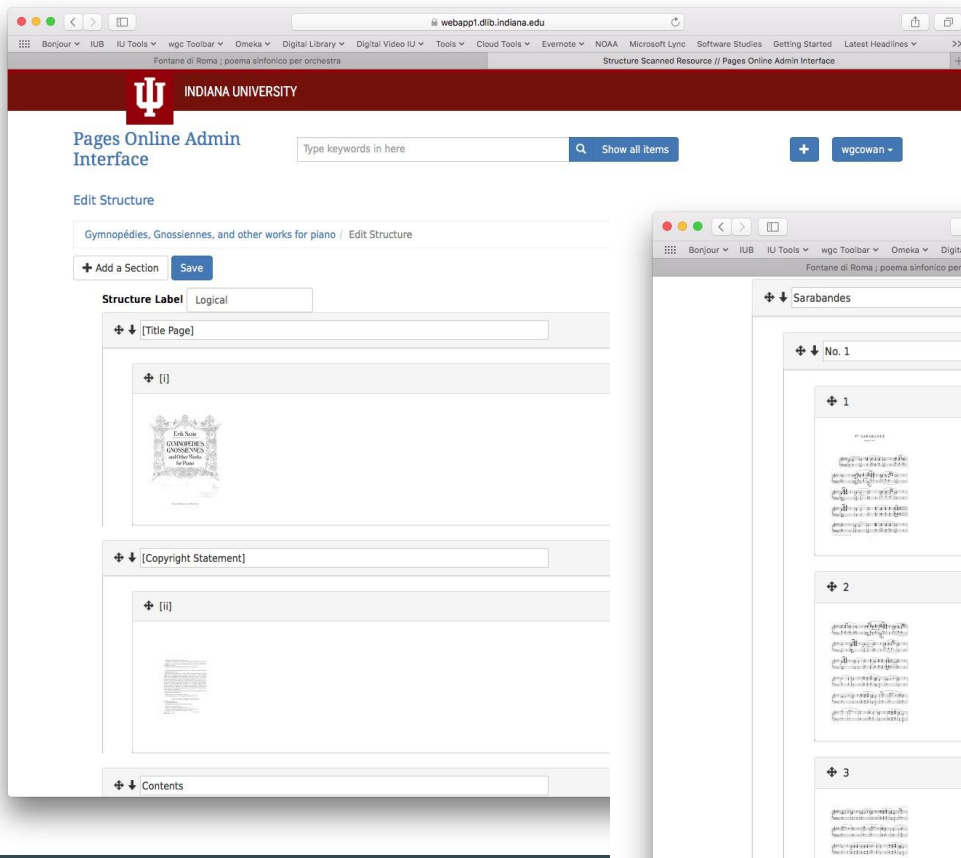 webapp1.dlib.indiana.edu
Bonjour IUB IU Tools wgc Toolbar Omeka Digital Library Digital Video IU Tools Cloud Tools Evernote NOAA Microsoft Lync Software Studies Getting Started Latest Headlines >>
Fontane di Roma ; poema sinfonico per orchestra
Structure Scanned Resource // Pages Online Admin Interface +
INDIANA UNIVERSITY
Pages Online Admin
Interface
Type keywords in here
Show all items
+ wgcowan
Edit Structure
Gymnopédies, Gnossiennes, and other works for piano / Edit Structure
+ Add a Section Save
Structure Label Logical
[Title Page]
[i]
Erik Satie
GYMNOPÉDIES,
GNOSSIENNES
and Other Works
for Piano
[Copyright Statement]
[ii]
Contents
Bonjour IUB IU Tools wgc Toolbar Omeka Digita
Fontane di Roma ; poema sinfonico per
Sarabandes
No. 1
1
2
3